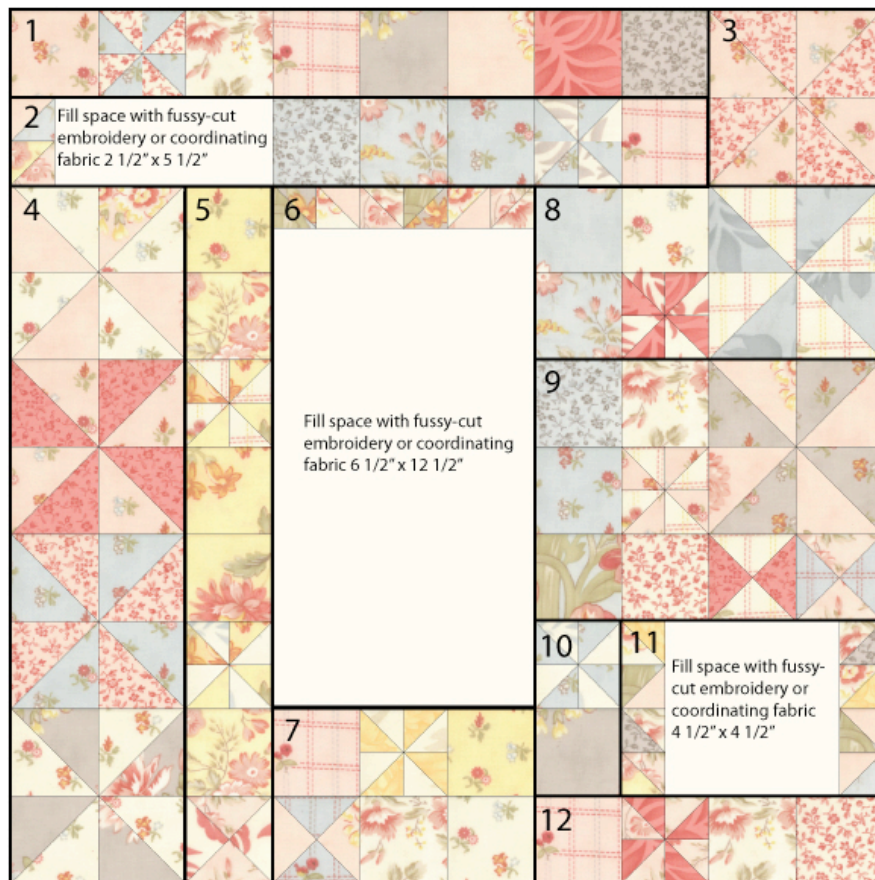 1
3
2
Fill space with fussy-cut
embroidery or coordinating
fabric 2 1/2” x 5 1/2”
4
5
6
8
Fill space with fussy-cut
embroidery or coordinating
fabric 6 1/2” x 12 1/2”
9
10
11
Fill space with fussy-
cut embroidery or
coordinating fabric
4 1/2” x 4 1/2”
7
12